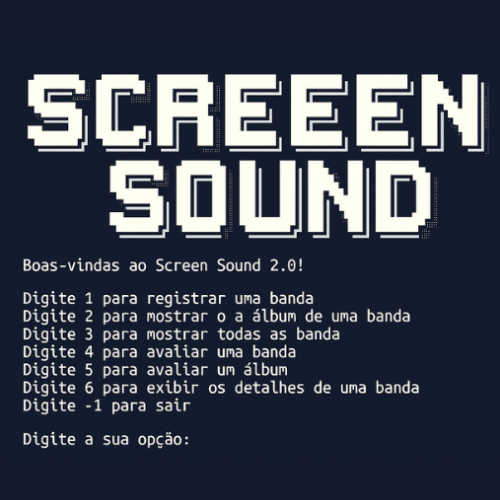 SCREEEN
SOUND
Boas-vindas ao Screen Sound 2.0!
Digite 1 para registrar uma banda
Digite 2 para mostrar o a álbum de uma banda
Digite 3 para mostrar todas as banda
Digite 4 para avaliar uma banda
Digite 5 para avaliar um álbum
Digite 6 para exibir os detalhes de uma banda
Digite -1 para sair
Digite a sua opção: